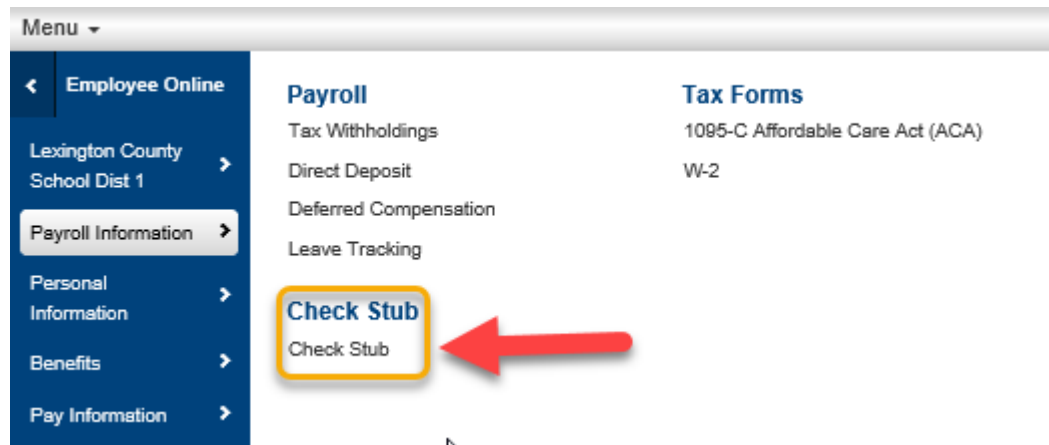 Menu
Employee Online
Lexington County
School Dist 1
Payroll Information
Personal
Information
Benefits
Pay Information
Payroll
Tax Withholdings
Direct Deposit
Deferred Compensation
Leave Tracking
Check Stub
Check Stub
Tax Forms
1095-C Affordable Care Act (ACA)
W-2